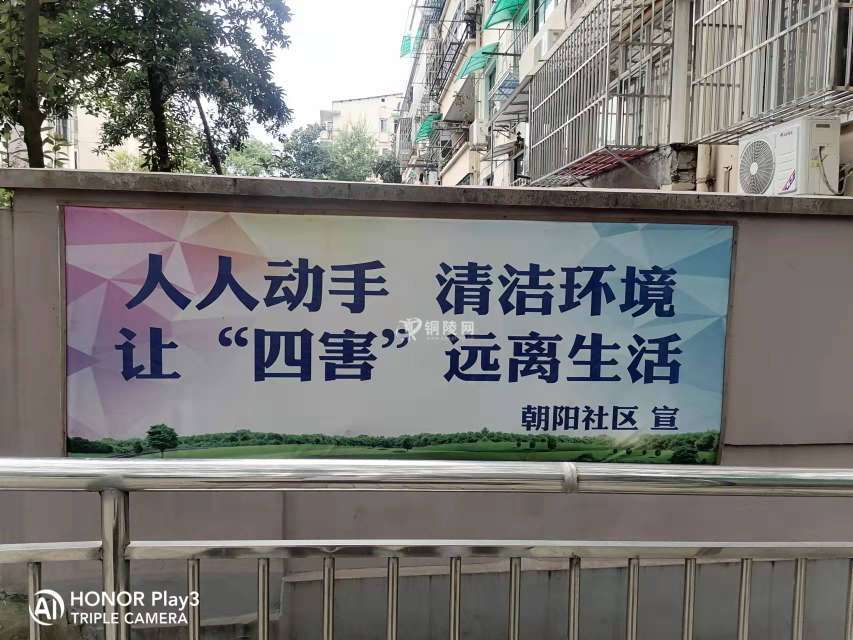 人人动手 清洁环境
让“四害”远离生活
朝阳社区 宣
铜陵网
HONOR Play3
TRIPLE CAMERA